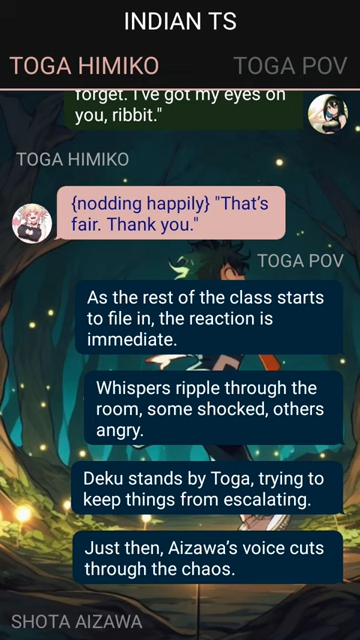 INDIAN TS
TOGA HIMIKO
TOGA POV
forget. I've got my eyes on
you, ribbit."
TOGA HIMIKO
{nodding happily} "That's
fair. Thank you."
TOGA POV
As the rest of the class starts
to file in, the reaction is
immediate.
Whispers ripple through the
room, some shocked, others
angry.
Deku stands by Toga, trying to
keep things from escalating.
Just then, Aizawa's voice cuts
through the chaos.
SHOTA AIZAWA